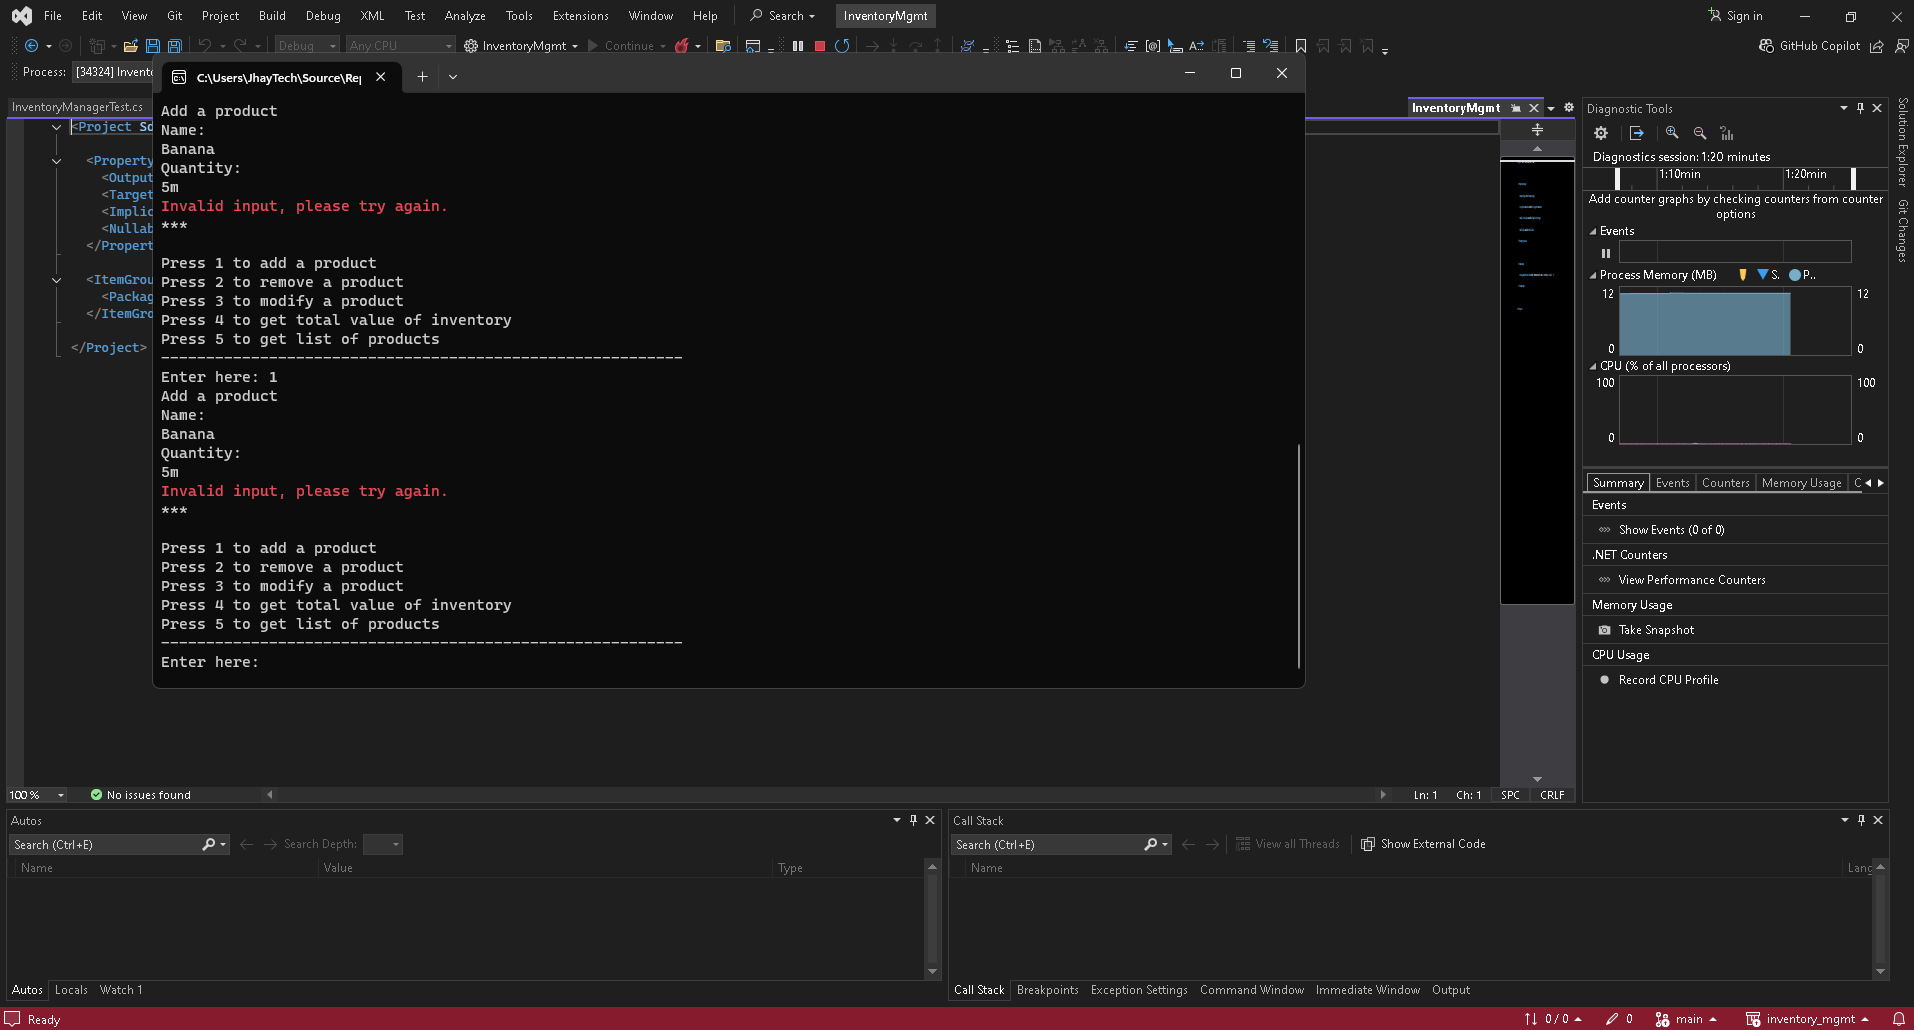 File Edit View Git Project Build Debug XML Test Analyze Tools Extensions Window Help Search InventoryMgmt Sign in
Debug Any CPU InventoryMgmt Continue GitHub Copilot
Process: [34324] Invento
C:\Users\JhayTech\Source\Re
InventoryManagerTest.cs
InventoryMgmt
<Project
<Property
<Output
<Target
<Implic
<Nullab
</Propert
<ItemGrou
<Packag
</ItemGro
</Project>
Add a product
Name:
Banana
Quantity:
5m
Invalid input, please try again.
***
Press 1 to add a product
Press 2 to remove a product
Press 3 to modify a product
Press 4 to get total value of inventory
Press 5 to get list of products
----------------------------------------------------------
Enter here: 1
Add a product
Name:
Banana
Quantity:
5m
Invalid input, please try again.
***
Press 1 to add a product
Press 2 to remove a product
Press 3 to modify a product
Press 4 to get total value of inventory
Press 5 to get list of products
----------------------------------------------------------
Enter here:
Diagnostic Tools
Diagnostics session: 1:20 minutes
1:10min 1:20min
Add counter graphs by checking counters from counter
options
Events
Process Memory (MB) S. P..
12 12
0 0
CPU (% of all processors)
100 100
0 0
Summary Events Counters Memory Usage C
Events
Show Events (0 of 0)
.NET Counters
View Performance Counters
Memory Usage
Take Snapshot
CPU Usage
Record CPU Profile
Solution Explorer
Git Changes
100 % No issues found Ln: 1 Ch: 1 SPC CRLF
Autos
Search (Ctrl+E) Search Depth:
Name Value Type
Autos Locals Watch 1
Call Stack
Search (Ctrl+E) View all Threads Show External Code
Name Lang
Call Stack Breakpoints Exception Settings Command Window Immediate Window Output
Ready 0 / 0 0 main inventory_mgmt